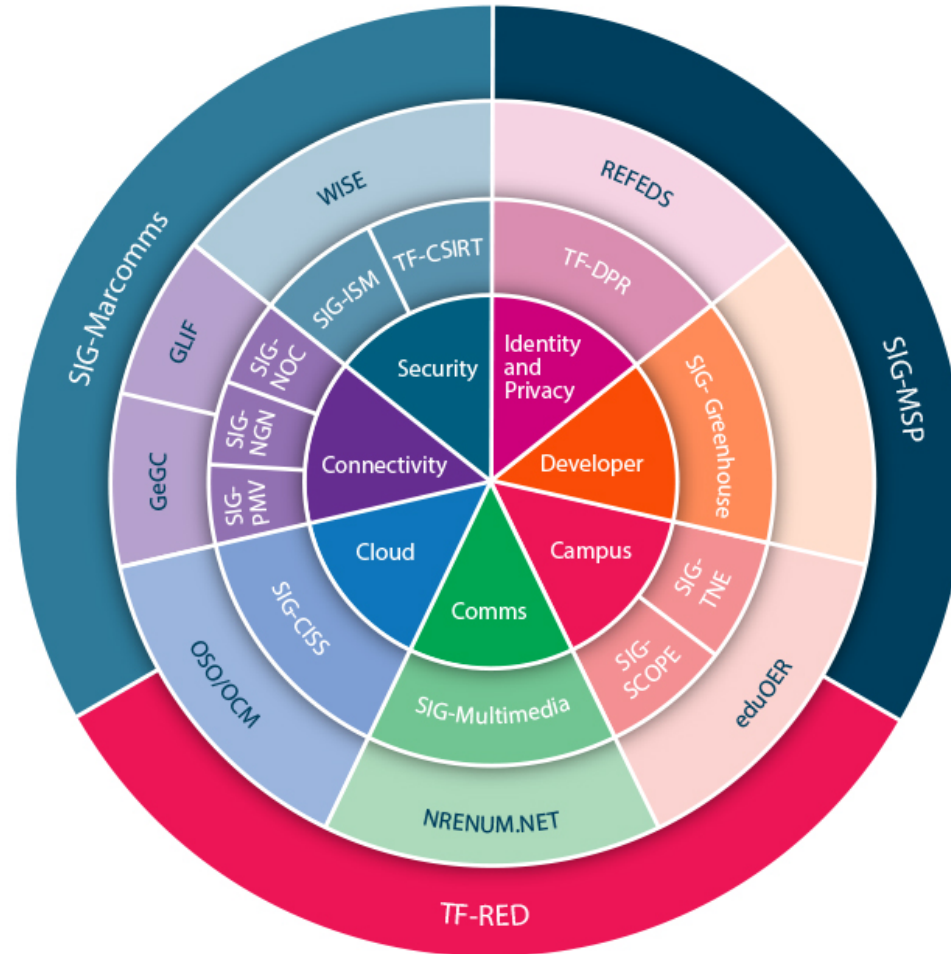 SIG-Marcomms
SIG-MSP
TF-RED
WISE
REFEDS
GLIF
GeGC
OSO/OCM
NRENUM.NET
eduOER
SIG-ISM
TF-CSIRT
TF-DPR
SIG- Greenhouse
SIG-
TNE
SIG-
SCOPE
SIG-Multimedia
SIG-CISS
SIG-
PMV
SIG-
NGN
SIG-
NOC
Security
Identity
and
Privacy
Developer
Campus
Comms
Cloud
Connectivity